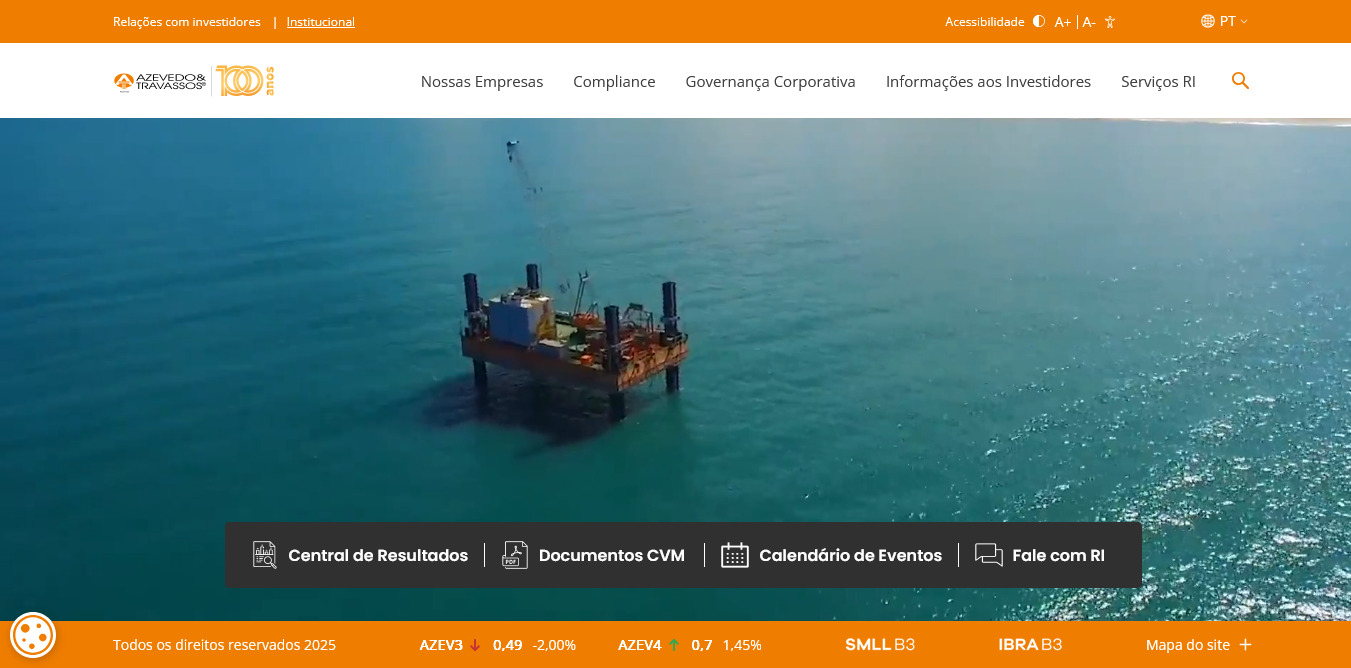 Relações com investidores | Institucional
Acessibilidade A+ | A- PT
AZEVEDO &
TRAVASSOS® 100 anos
Nossas Empresas Compliance Governança Corporativa Informações aos Investidores Serviços RI
Central de Resultados PDF Documentos CVM Calendário de Eventos Fale com RI
Todos os direitos reservados 2025 AZEV3 0,49 -2,00% AZEV4 0,7 1,45% SMLL B3 IBRA B3 Mapa do site +